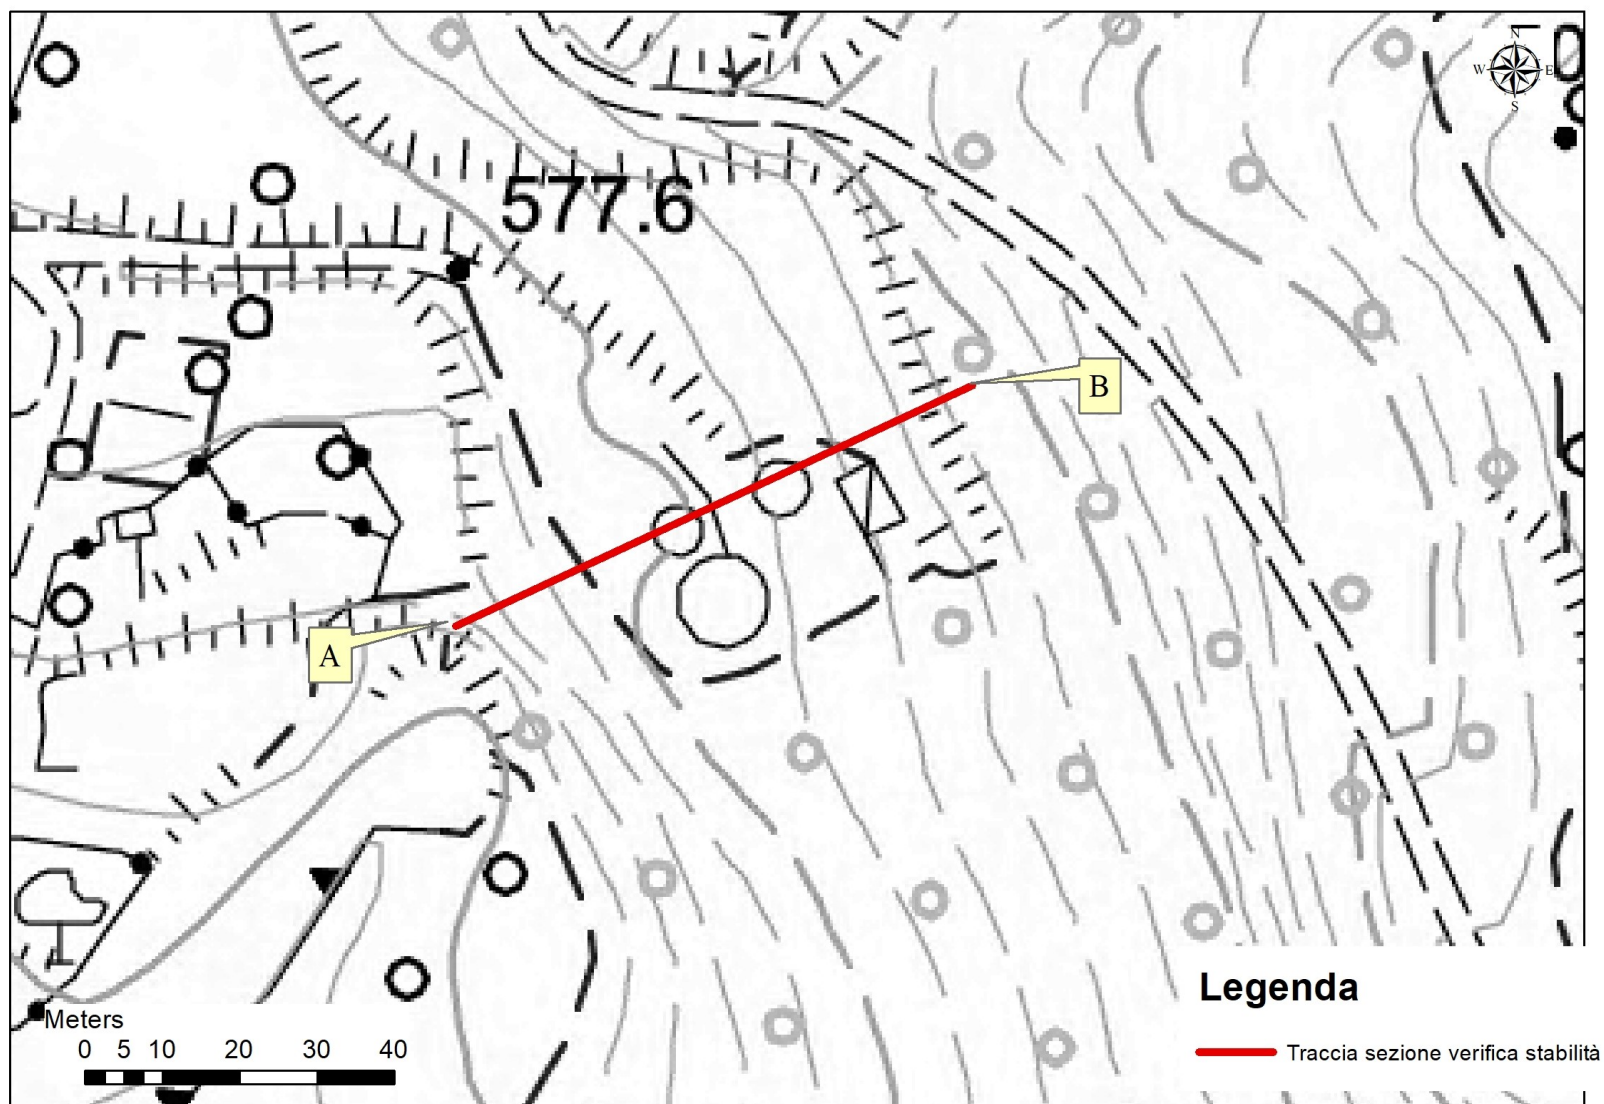 N
W E
S
577.6
B
A
Legenda
Meters
0 5 10 20 30 40
Traccia sezione verifica stabilità